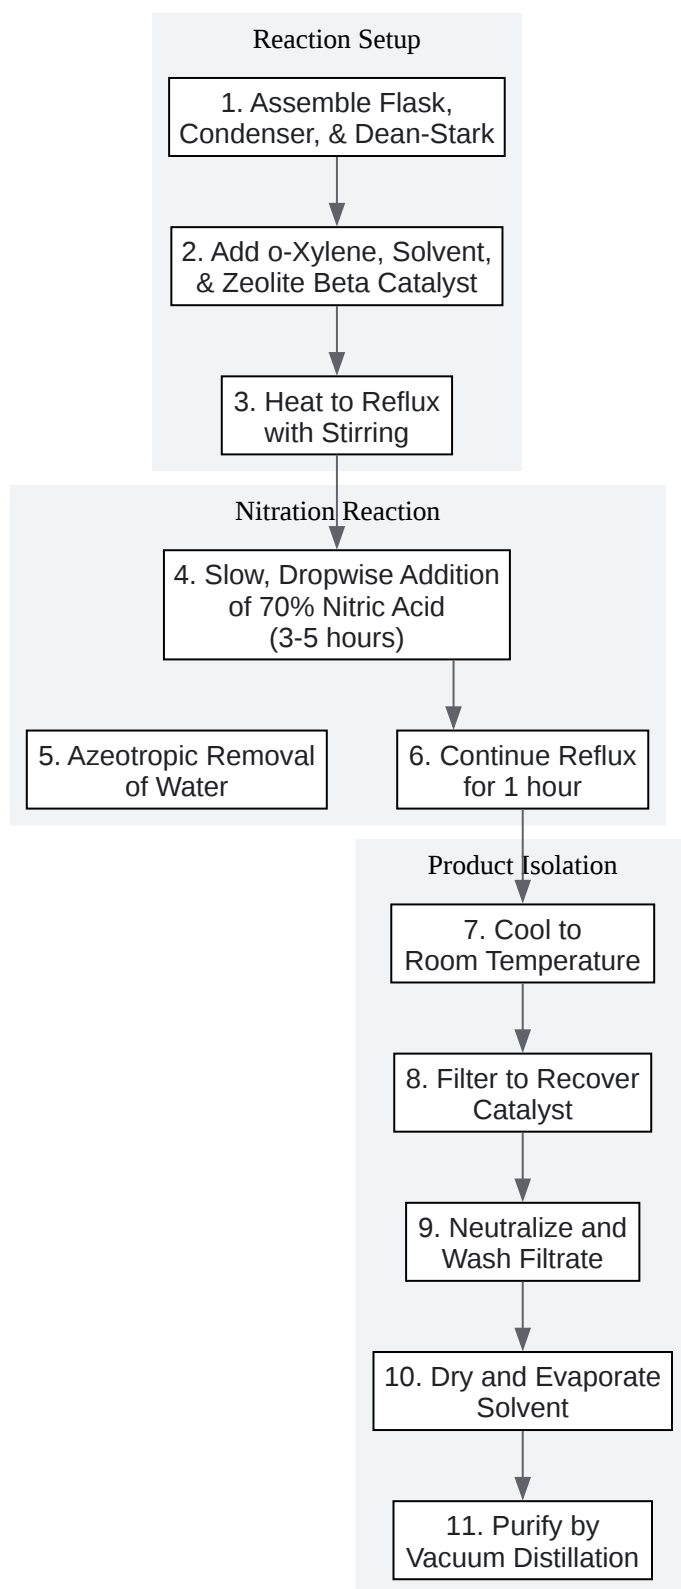 Reaction Setup
1. Assemble Flask,
Condenser, & Dean-Stark
2. Add o-Xylene, Solvent,
& Zeolite Beta Catalyst
3. Heat to Reflux
with Stirring
Nitration Reaction
4. Slow, Dropwise Addition
of 70% Nitric Acid
(3-5 hours)
5. Azeotropic Removal
of Water
6. Continue Reflux
for 1 hour
Product Isolation
7. Cool to
Room Temperature
8. Filter to Recover
Catalyst
9. Neutralize and
Wash Filtrate
10. Dry and Evaporate
Solvent
11. Purify by
Vacuum Distillation